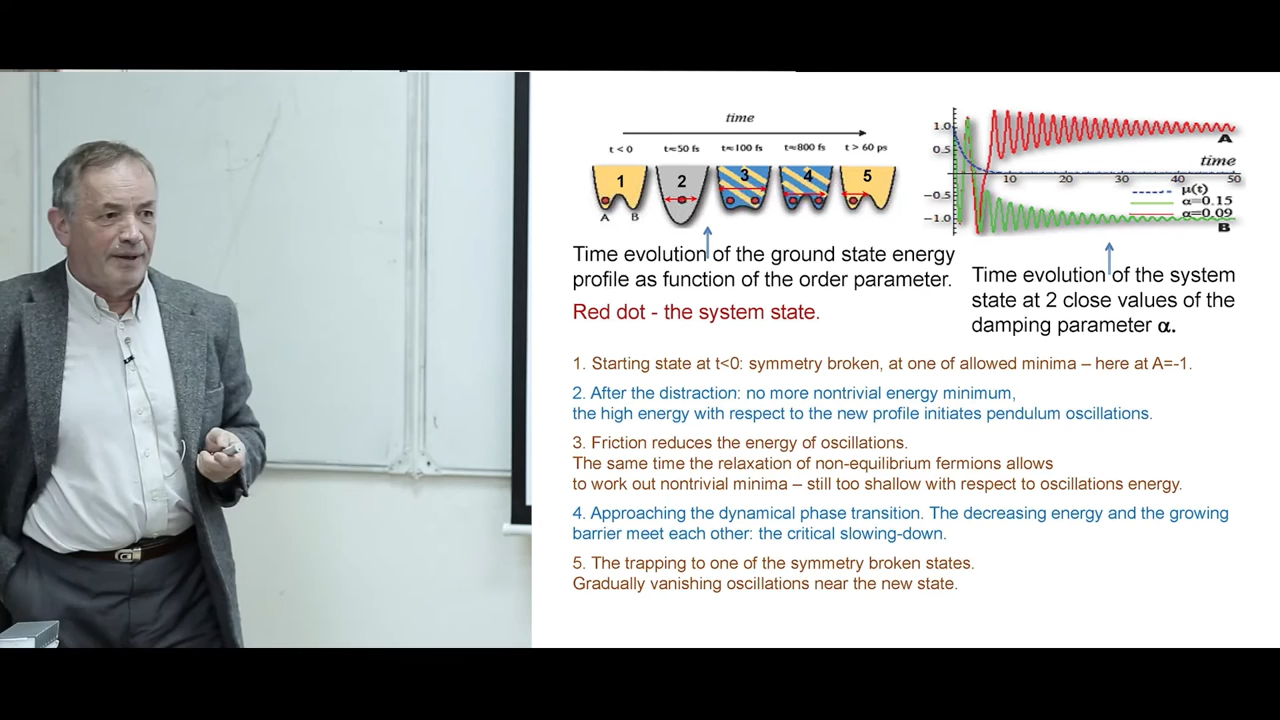 time
t < 0 t≈50 fs t≈100 fs t≈800 fs t > 60 ps
1 2 3 4 5
A B
Time evolution of the ground state energy
profile as function of the order parameter.
Red dot - the system state.
1.0
0.5
−0.5
−1.0
10 20 30 40 50
time
A
μ(t)
α=0.15
α=0.09
B
Time evolution of the system
state at 2 close values of the
damping parameter α.
1. Starting state at t<0: symmetry broken, at one of allowed minima – here at A=-1.
2. After the distraction: no more nontrivial energy minimum,
the high energy with respect to the new profile initiates pendulum oscillations.
3. Friction reduces the energy of oscillations.
The same time the relaxation of non-equilibrium fermions allows
to work out nontrivial minima – still too shallow with respect to oscillations energy.
4. Approaching the dynamical phase transition. The decreasing energy and the growing
barrier meet each other: the critical slowing-down.
5. The trapping to one of the symmetry broken states.
Gradually vanishing oscillations near the new state.